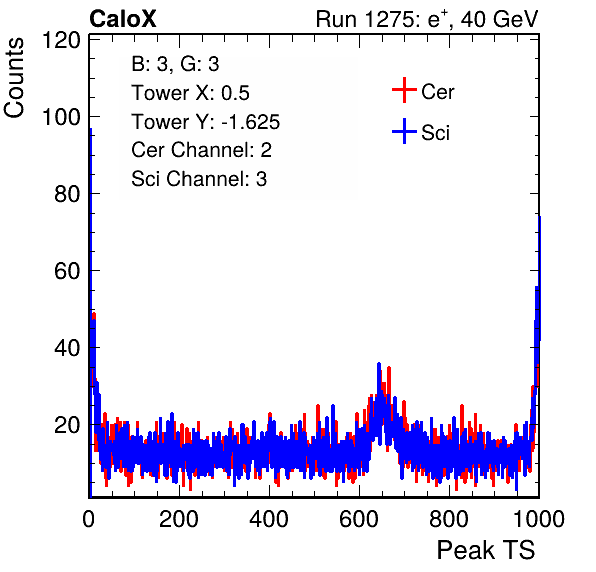 CaloX Run 1275: e+, 40 GeV
Counts
120
100
80
60
40
20
B: 3, G: 3
Tower X: 0.5
Tower Y: -1.625
Cer Channel: 2
Sci Channel: 3
Cer
Sci
0 200 400 600 800 1000
Peak TS